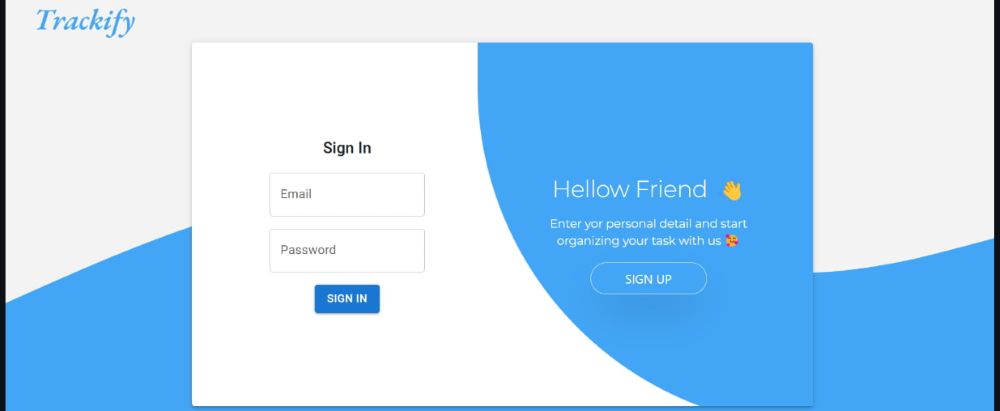 Trackify
Sign In
Email
Password
SIGN IN
Hellow Friend 👋
Enter yor personal detail and start
organizing your task with us 🥰
SIGN UP